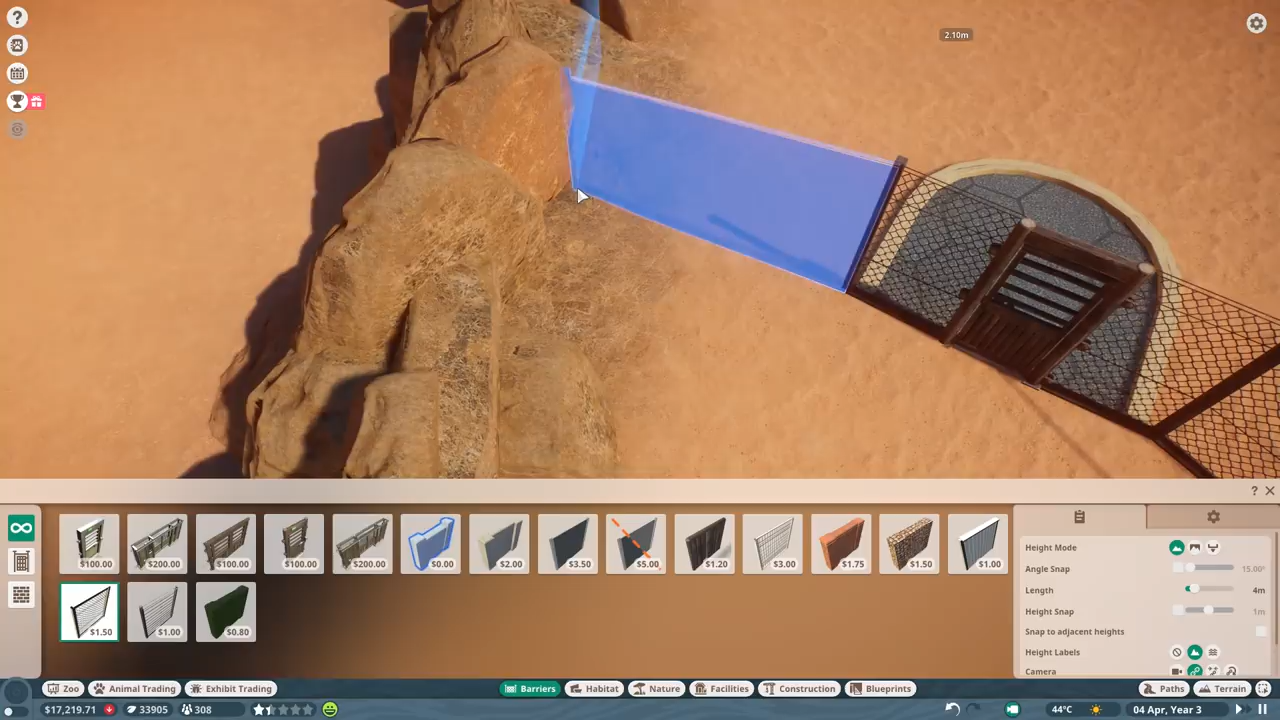 2.10m
?
? ×
$100.00 $200.00 $100.00 $100.00 $200.00 $0.00 $2.00 $3.50 $5.00 $1.20 $3.00 $1.75 $1.50 $1.00
$1.50 $1.00 $0.80
Height Mode
Angle Snap 15.00°
Length 4m
Height Snap 1m
Snap to adjacent heights
Height Labels
Camera
Zoo Animal Trading Exhibit Trading Barriers Habitat Nature Facilities Construction Blueprints Paths Terrain
$17,219.71 33905 308 44°C 04 Apr, Year 3